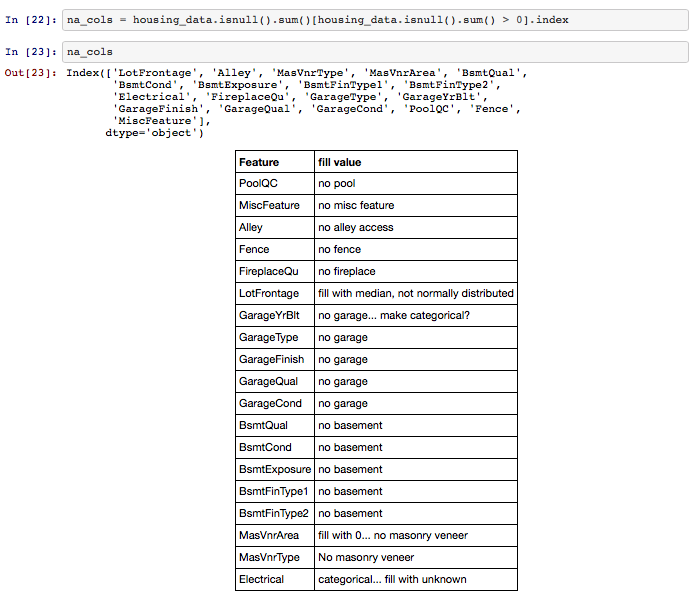 In [22]: na_cols = housing_data.isnull().sum()[housing_data.isnull().sum() > 0].index
In [23]: na_cols
Out[23]: Index(['LotFrontage', 'Alley', 'MasVnrType', 'MasVnrArea', 'BsmtQual',
'BsmtCond', 'BsmtExposure', 'BsmtFinType1', 'BsmtFinType2',
'Electrical', 'FireplaceQu', 'GarageType', 'GarageYrBlt',
'GarageFinish', 'GarageQual', 'GarageCond', 'PoolQC', 'Fence',
'MiscFeature'],
dtype='object')
Feature fill value
PoolQC no pool
MiscFeature no misc feature
Alley no alley access
Fence no fence
FireplaceQu no fireplace
LotFrontage fill with median, not normally distributed
GarageYrBlt no garage... make categorical?
GarageType no garage
GarageFinish no garage
GarageQual no garage
GarageCond no garage
BsmtQual no basement
BsmtCond no basement
BsmtExposure no basement
BsmtFinType1 no basement
BsmtFinType2 no basement
MasVnrArea fill with 0... no masonry veneer
MasVnrType No masonry veneer
Electrical categorical... fill with unknown